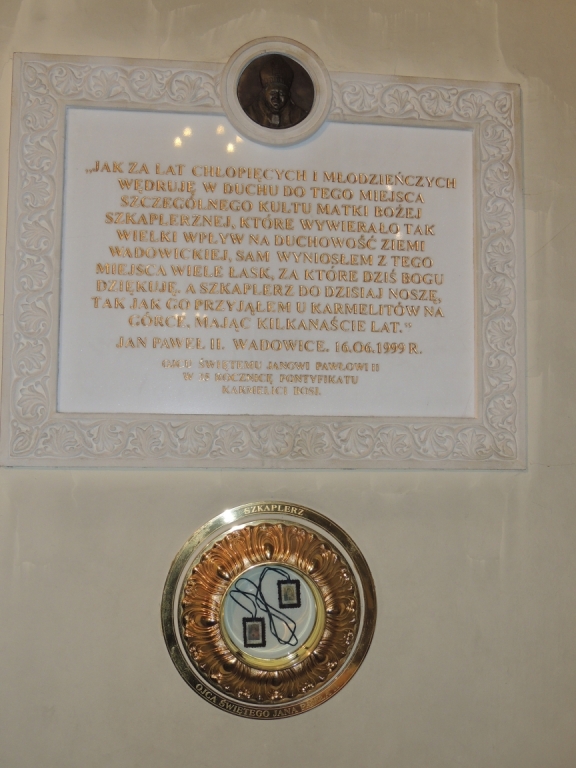 „JAK ZA LAT CHŁOPIĘCYCH I MŁODZIEŃCZYCH
WĘDRUJĘ W DUCHU DO TEGO MIEJSCA
SZCZEGÓLNEGO KULTU MATKI BOŻEJ
SZKAPLERZNEJ, KTÓRE WYWIERAŁO TAK
WIELKI WPŁYW NA DUCHOWOŚĆ ZIEMI
WADOWICKIEJ, SAM WYNIOSŁEM Z TEGO
MIEJSCA WIELE ŁASK, ZA KTÓRE DZIŚ BOGU
DZIĘKUJĘ. A SZKAPLERZ DO DZISIAJ NOSZĘ,
TAK JAK GO PRZYJĄŁEM U KARMELITÓW NA
GÓRCE, MAJĄC KILKANAŚCIE LAT."
JAN PAWEŁ II. WADOWICE. 16.06.1999 R.
ŚWIĘTEMU JANOWI PAWŁOWI II
W ROCZNICĘ PONTYFIKATU
KARMELICI BOSI
SZKAPLERZ
OJCA ŚWIĘTEGO JANA